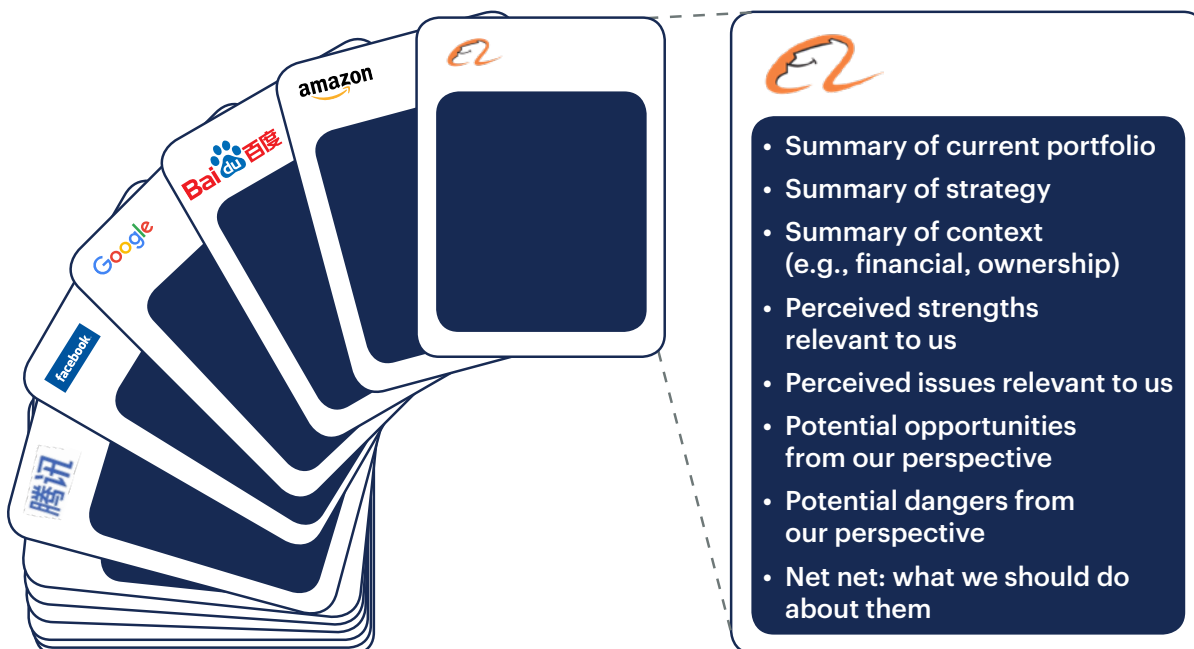 amazon
Bai du 百度
Google
facebook
腾讯
• Summary of current portfolio
• Summary of strategy
• Summary of context
(e.g., financial, ownership)
• Perceived strengths
relevant to us
• Perceived issues relevant to us
• Potential opportunities
from our perspective
• Potential dangers from
our perspective
• Net net: what we should do
about them